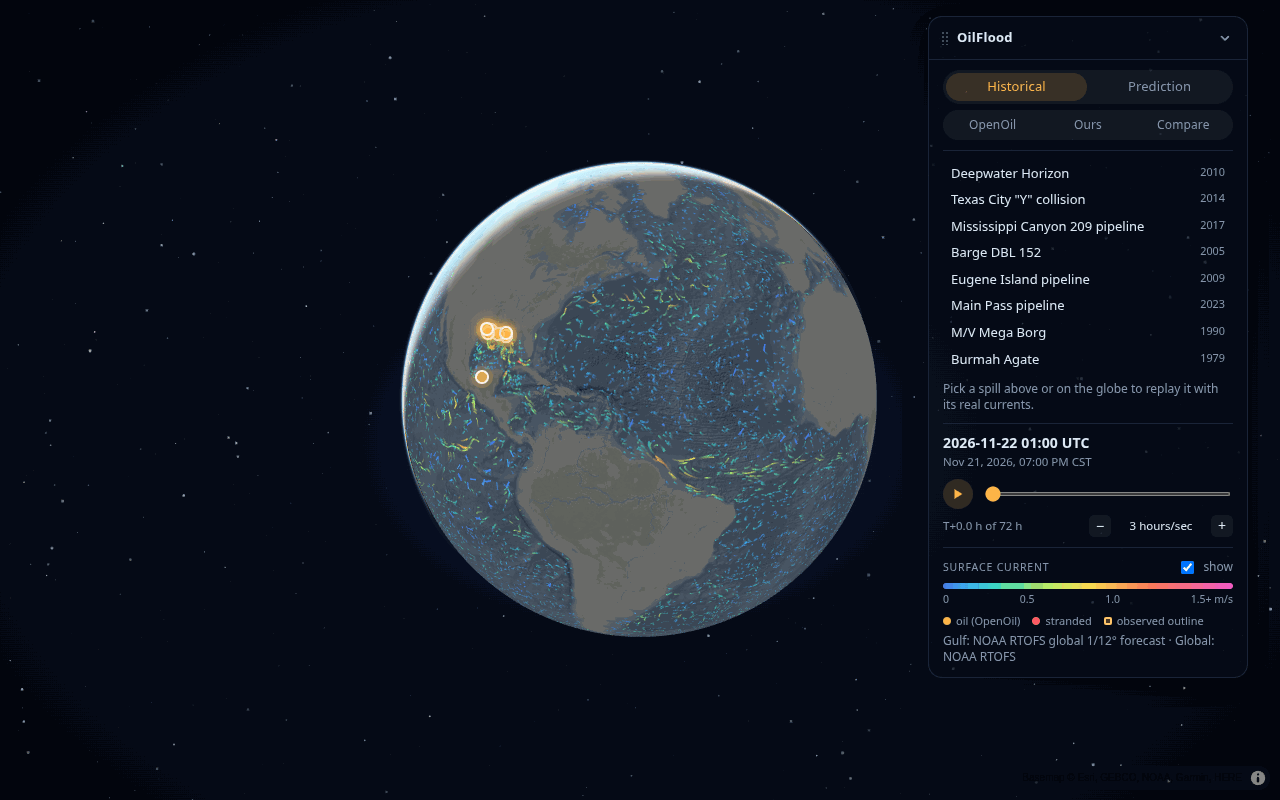 OilFlood
Historical
Prediction
OpenOil
Ours
Compare
Deepwater Horizon 2010
Texas City "Y" collision 2014
Mississippi Canyon 209 pipeline 2017
Barge DBL 152 2005
Eugene Island pipeline 2009
Main Pass pipeline 2023
M/V Mega Borg 1990
Burmah Agate 1979
Pick a spill above or on the globe to replay it with
its real currents.
2026-11-22 01:00 UTC
Nov 21, 2026, 07:00 PM CST
T+0.0 h of 72 h
− 3 hours/sec +
SURFACE CURRENT show
0 0.5 1.0 1.5+ m/s
oil (OpenOil) stranded observed outline
Gulf: NOAA RTOFS global 1/12° forecast · Global:
NOAA RTOFS